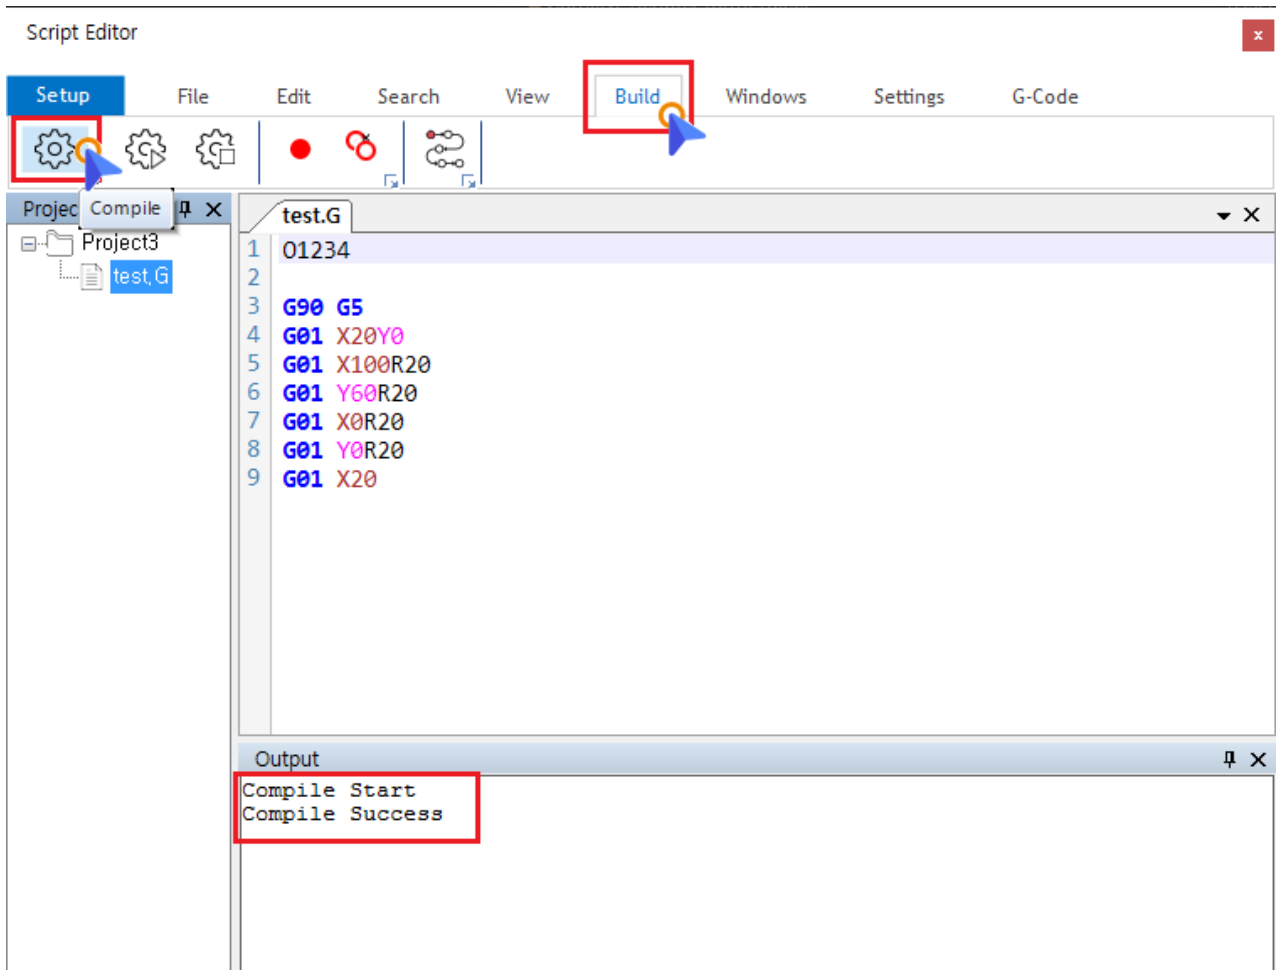 Script Editor
x
Setup File Edit Search View Build Windows Settings G-Code
Projec
Compile
Project3
test.G
test.G
1 O1234
2
3 G90 G5
4 G01 X20Y0
5 G01 X100R20
6 G01 Y60R20
7 G01 X0R20
8 G01 Y0R20
9 G01 X20
Output
Compile Start
Compile Success